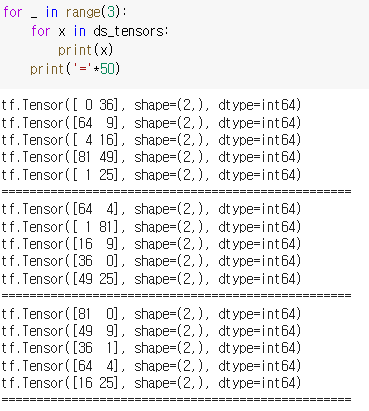 for _ in range(3):
    for x in ds_tensors:
        print(x)
    print('='*50)
tf.Tensor([ 0 36], shape=(2,), dtype=int64)
tf.Tensor([64  9], shape=(2,), dtype=int64)
tf.Tensor([ 4 16], shape=(2,), dtype=int64)
tf.Tensor([81 49], shape=(2,), dtype=int64)
tf.Tensor([ 1 25], shape=(2,), dtype=int64)
==================================================
tf.Tensor([64  4], shape=(2,), dtype=int64)
tf.Tensor([ 1 81], shape=(2,), dtype=int64)
tf.Tensor([16  9], shape=(2,), dtype=int64)
tf.Tensor([36  0], shape=(2,), dtype=int64)
tf.Tensor([49 25], shape=(2,), dtype=int64)
==================================================
tf.Tensor([81  0], shape=(2,), dtype=int64)
tf.Tensor([49  9], shape=(2,), dtype=int64)
tf.Tensor([36  1], shape=(2,), dtype=int64)
tf.Tensor([64  4], shape=(2,), dtype=int64)
tf.Tensor([16 25], shape=(2,), dtype=int64)
==================================================